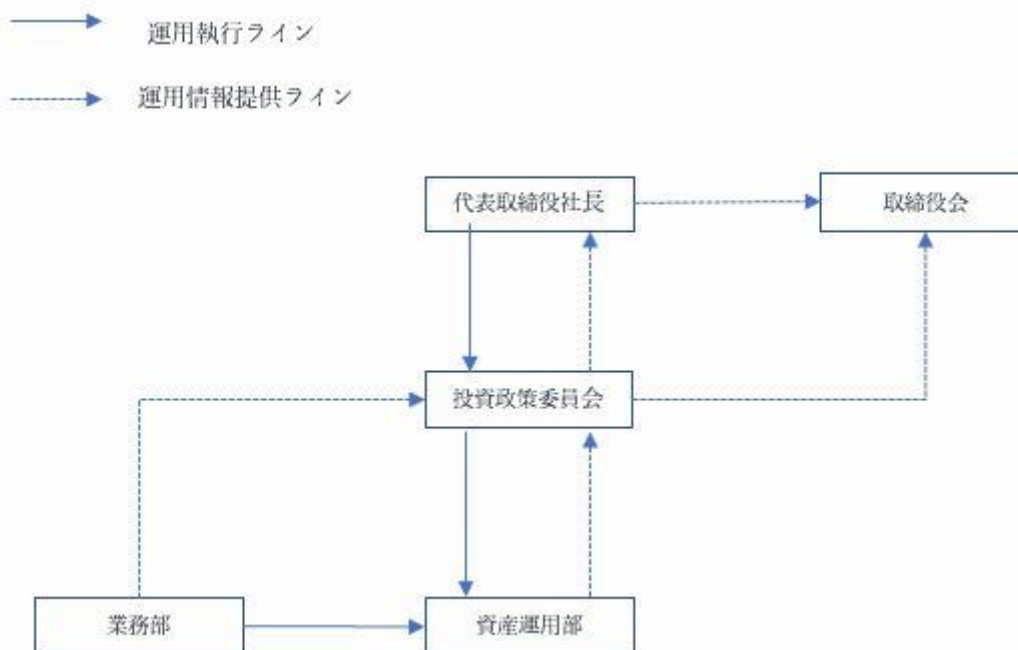 運用執行ライン
運用情報提供ライン
代表取締役社長
取締役会
投資政策委員会
業務部
資産運用部